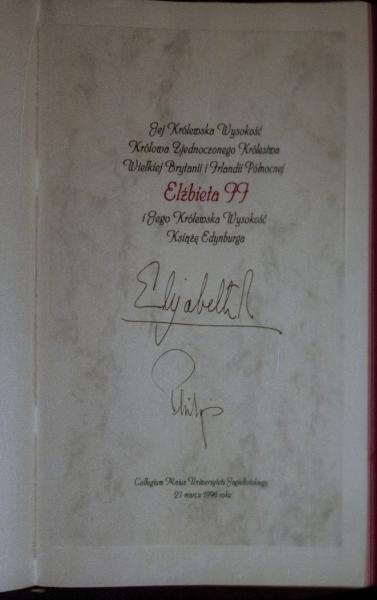 Jej Królewska Wysokość
Królowa Zjednoczonego Królestwa
Wielkiej Brytanii i Irlandii Północnej
Elżbieta II
i Jego Królewska Wysokość
Książę Edynburga
Elizabeth R
Philip
Collegium Maius Uniwersytetu Jagiellońskiego
27 marca 1996 roku